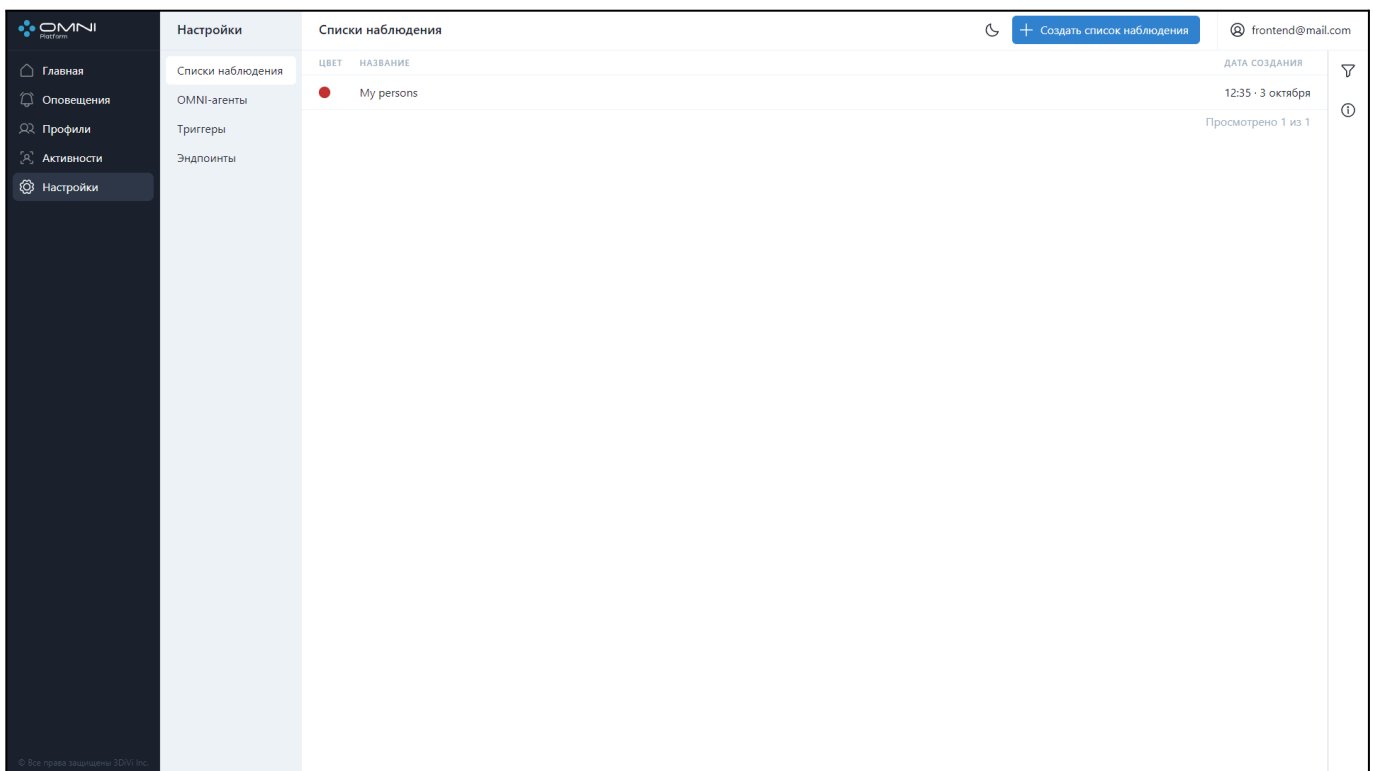 OMNI
Platform
Настройки
Списки наблюдения
Создать список наблюдения
frontend@mail.com
Главная
Оповещения
Профили
Активности
Настройки
Списки наблюдения
OMNI-агенты
Триггеры
Эндпоинты
ЦВЕТ НАЗВАНИЕ ДАТА СОЗДАНИЯ
My persons 12:35 · 3 октября
Просмотрено 1 из 1
© Все права защищены 3DiVi Inc.